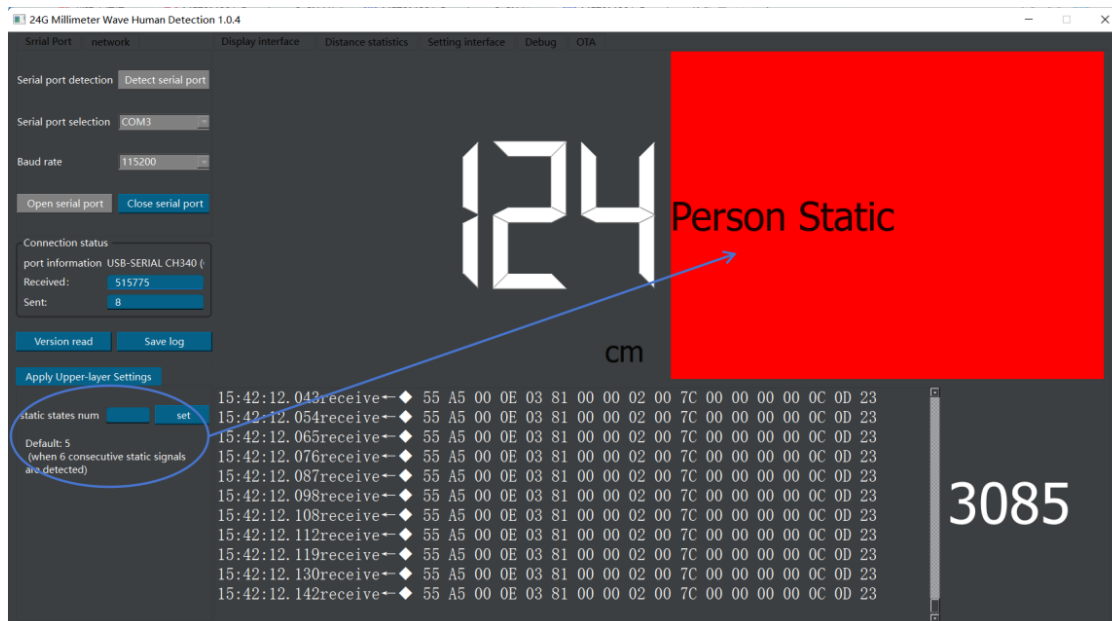 24G Millimeter Wave Human Detection 1.0.4
Srrial Port network
Display interface Distance statistics Setting interface Debug OTA
Serial port detection Detect serial port
Serial port selection COM3
Baud rate 115200
Open serial port Close serial port
Connection status
port information USB-SERIAL CH340 (
Received: 515775
Sent: 8
Version read Save log
Apply Upper-layer Settings
static states num set
Default: 5
(when 6 consecutive static signals
are detected)
124
cm
Person Static
15:42:12.043receive←◆ 55 A5 00 0E 03 81 00 00 02 00 7C 00 00 00 00 0C 0D 23
15:42:12.054receive←◆ 55 A5 00 0E 03 81 00 00 02 00 7C 00 00 00 00 0C 0D 23
15:42:12.065receive←◆ 55 A5 00 0E 03 81 00 00 02 00 7C 00 00 00 00 0C 0D 23
15:42:12.076receive←◆ 55 A5 00 0E 03 81 00 00 02 00 7C 00 00 00 00 0C 0D 23
15:42:12.087receive←◆ 55 A5 00 0E 03 81 00 00 02 00 7C 00 00 00 00 0C 0D 23
15:42:12.098receive←◆ 55 A5 00 0E 03 81 00 00 02 00 7C 00 00 00 00 0C 0D 23
15:42:12.108receive←◆ 55 A5 00 0E 03 81 00 00 02 00 7C 00 00 00 00 0C 0D 23
15:42:12.112receive←◆ 55 A5 00 0E 03 81 00 00 02 00 7C 00 00 00 00 0C 0D 23
15:42:12.119receive←◆ 55 A5 00 0E 03 81 00 00 02 00 7C 00 00 00 00 0C 0D 23
15:42:12.130receive←◆ 55 A5 00 0E 03 81 00 00 02 00 7C 00 00 00 00 0C 0D 23
15:42:12.142receive←◆ 55 A5 00 0E 03 81 00 00 02 00 7C 00 00 00 00 0C 0D 23
3085